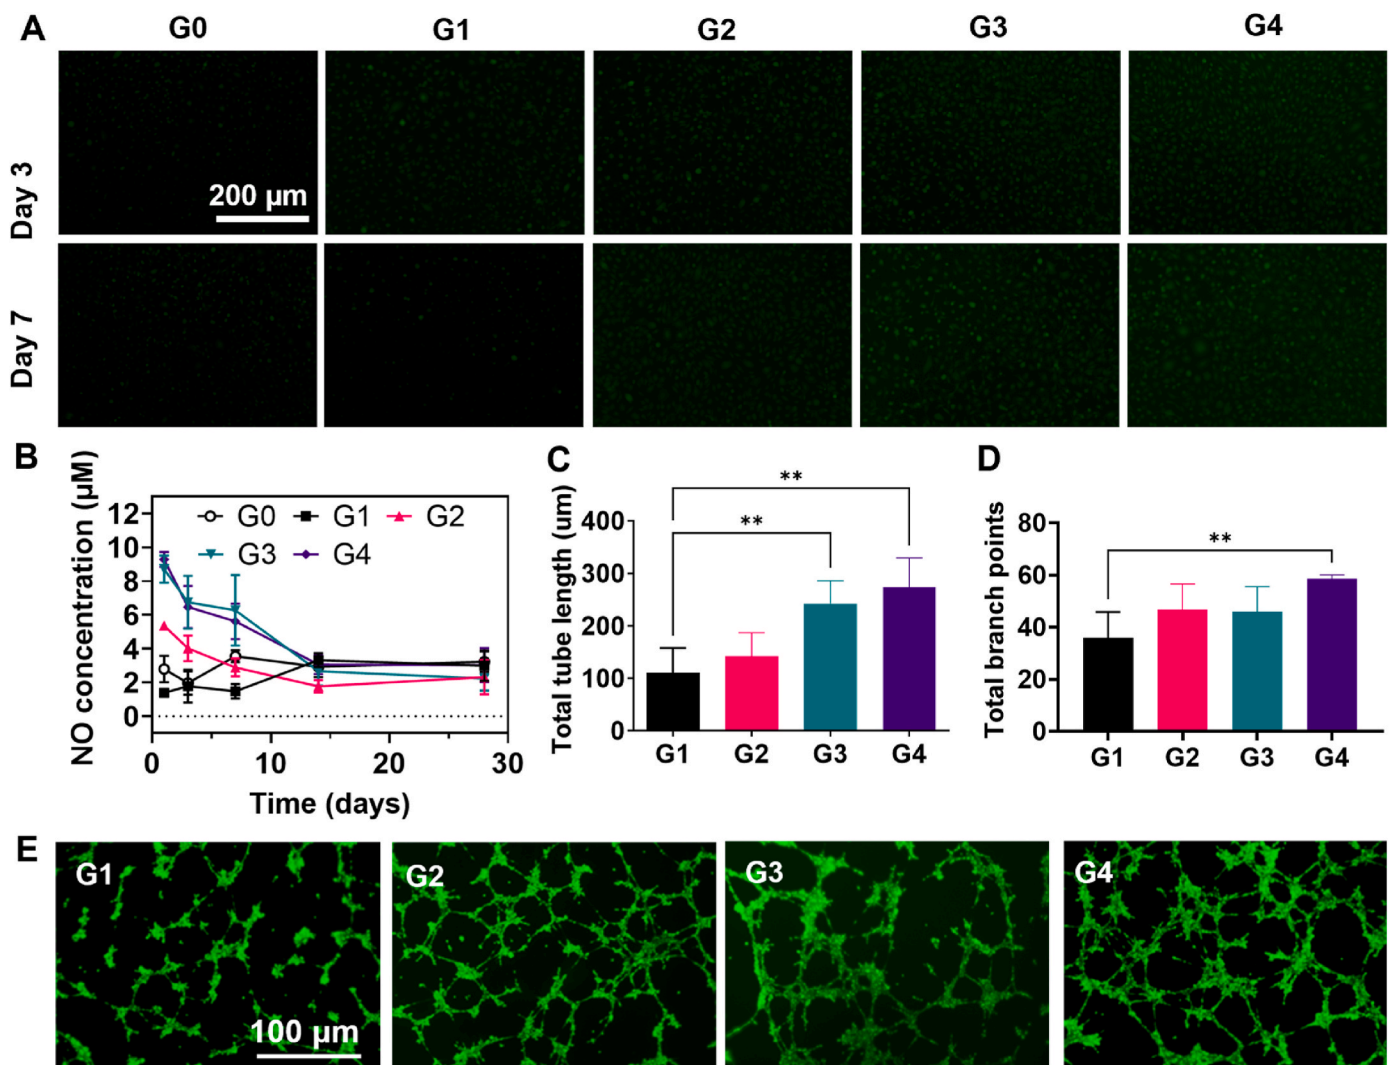 A
G0 G1 G2 G3 G4
Day 3
200 µm
Day 7
B
NO concentration (µM)
12
10
8
6
4
2
0
G0 G1 G2
G3 G4
0 10 20 30
Time (days)
C
Total tube length (um)
400
300
200
100
0
**
**
G1 G2 G3 G4
D
Total branch points
80
60
40
20
0
**
G1 G2 G3 G4
E
G1 G2 G3 G4
100 µm